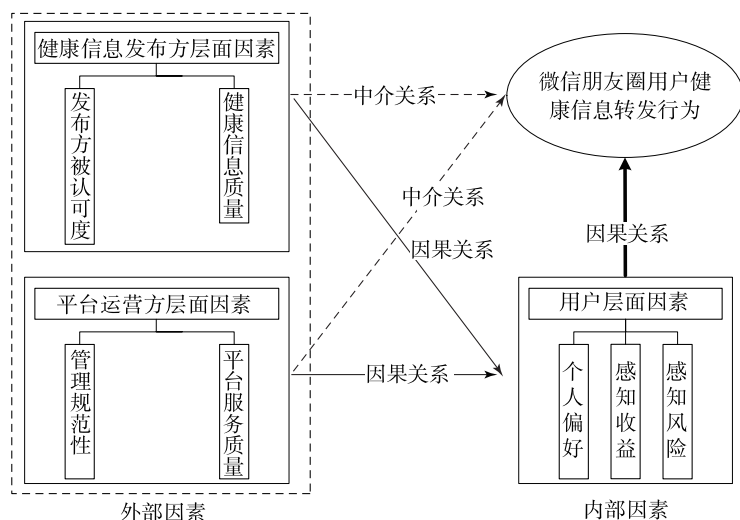 健康信息发布方层面因素
发布方被认可度
健康信息质量
中介关系
微信朋友圈用户健
康信息转发行为
中介关系
因果关系
因果关系
平台运营方层面因素
管理规范性
平台服务质量
因果关系
用户层面因素
个人偏好
感知收益
感知风险
外部因素
内部因素